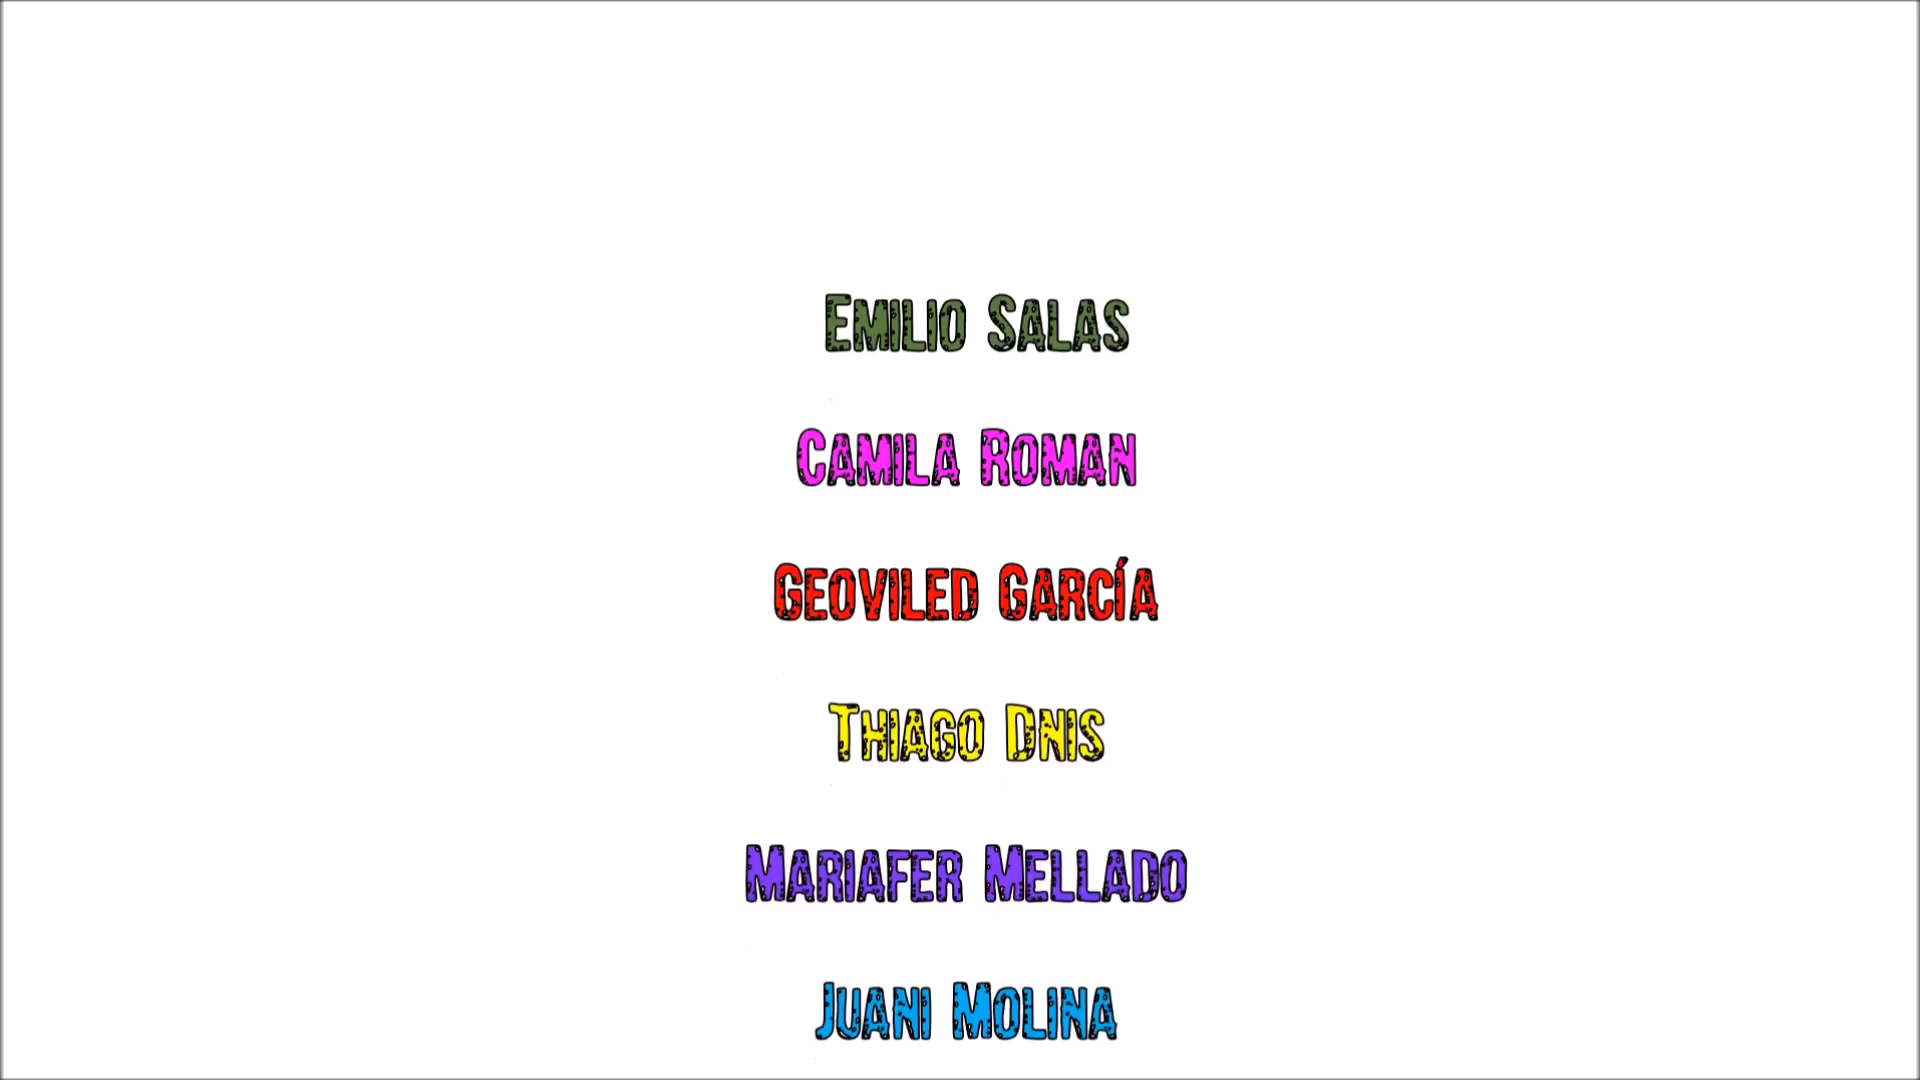 Emilio Salas
Camila Roman
Geoviled García
Thiago Dnis
Mariafer Mellado
Juani Molina